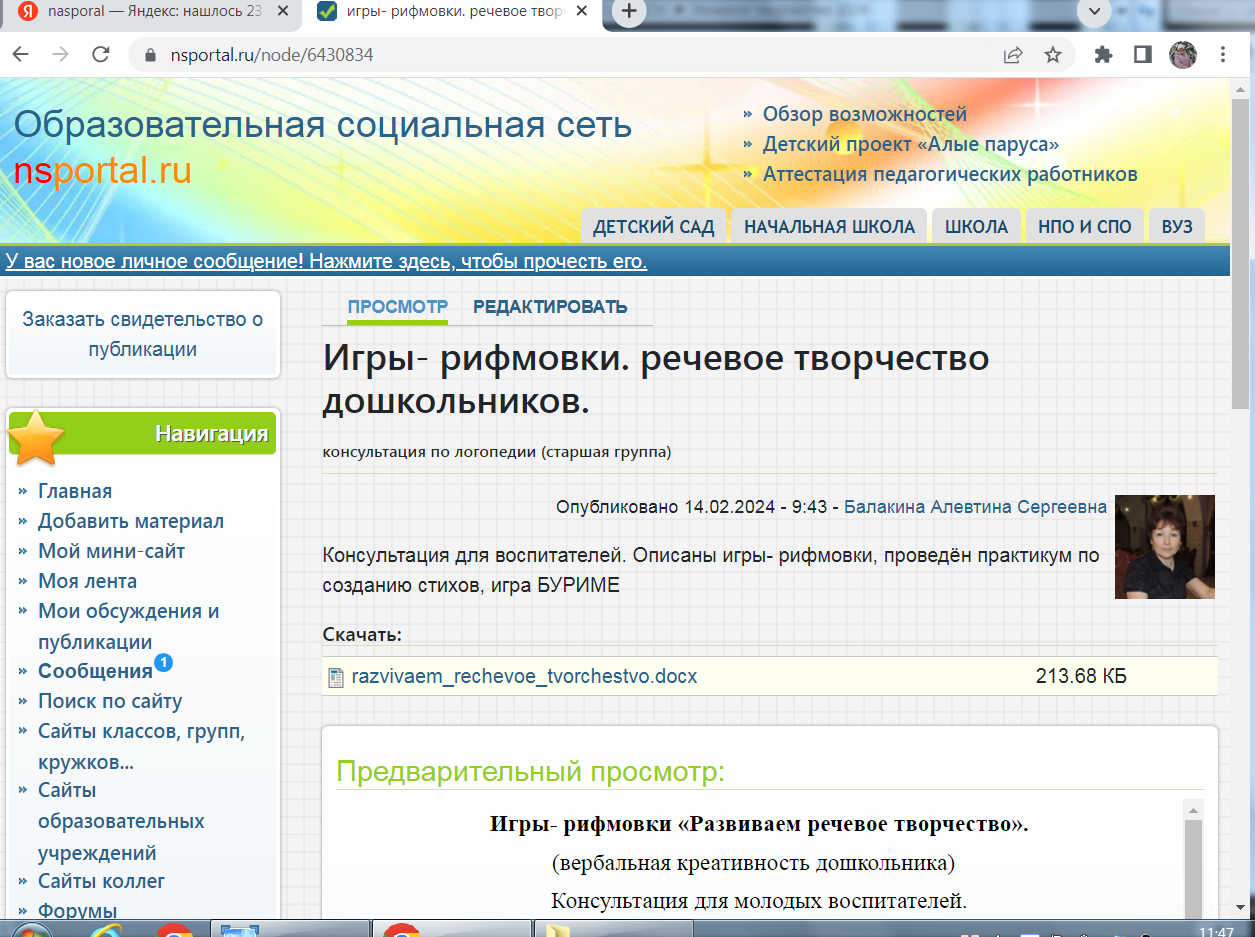 nasporal — Яндекс: нашлось 23
игры- рифмовки. речевое твор
nsportal.ru/node/6430834
Образовательная социальная сеть
nsportal.ru
Обзор возможностей
Детский проект «Алые паруса»
Аттестация педагогических работников
ДЕТСКИЙ САД НАЧАЛЬНАЯ ШКОЛА ШКОЛА НПО И СПО ВУЗ
У вас новое личное сообщение! Нажмите здесь, чтобы прочесть его.
Заказать свидетельство о
публикации
Навигация
» Главная
» Добавить материал
» Мой мини-сайт
» Моя лента
» Мои обсуждения и
публикации
» Сообщения 1
» Поиск по сайту
» Сайты классов, групп,
кружков...
» Сайты
образовательных
учреждений
» Сайты коллег
» Форумы
ПРОСМОТР РЕДАКТИРОВАТЬ
Игры- рифмовки. речевое творчество
дошкольников.
консультация по логопедии (старшая группа)
Опубликовано 14.02.2024 - 9:43 - Балакина Алевтина Сергеевна
Консультация для воспитателей. Описаны игры- рифмовки, проведён практикум по
созданию стихов, игра БУРИМЕ
Скачать:
razvivaem_rechevoe_tvorchestvo.docx 213.68 КБ
Предварительный просмотр:
Игры- рифмовки «Развиваем речевое творчество».
(вербальная креативность дошкольника)
Консультация для молодых воспитателей.
11:47